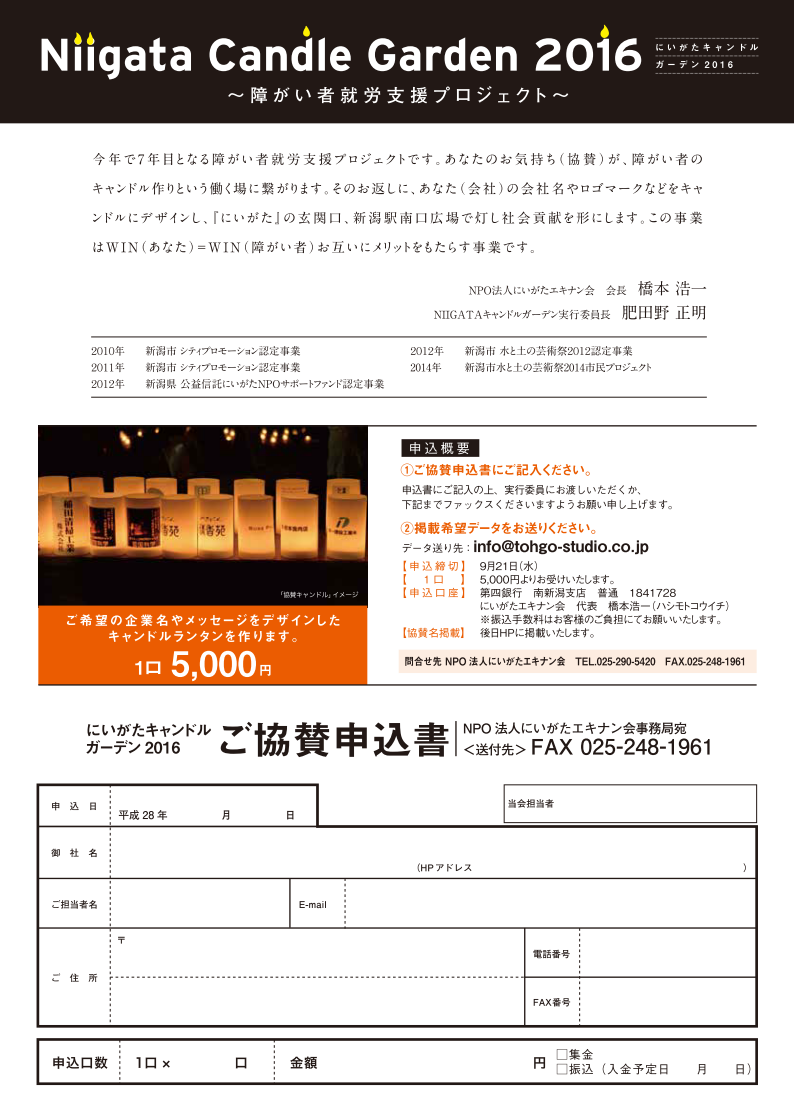 Niigata Candle Garden 2016
にいがたキャンドル
ガーデン 2016
～障がい者就労支援プロジェクト～
今年で7年目となる障がい者就労支援プロジェクトです。あなたのお気持ち（協賛）が、障がい者の
キャンドル作りという働く場に繋がります。そのお返しに、あなた（会社）の会社名やロゴマークなどをキャ
ンドルにデザインし、『にいがた』の玄関口、新潟駅南口広場で灯し社会貢献を形にします。この事業
はWIN（あなた）＝WIN（障がい者）お互いにメリットをもたらす事業です。
NPO法人にいがたエキナン会　会長　橋本 浩一
NIIGATAキャンドルガーデン実行委員長　肥田野 正明
2010年　新潟市 シティプロモーション認定事業
2011年　新潟市 シティプロモーション認定事業
2012年　新潟県 公益信託にいがたNPOサポートファンド認定事業
2012年　新潟市 水と土の芸術祭2012認定事業
2014年　新潟市水と土の芸術祭2014市民プロジェクト
稲田清掃工業
株式会社
「協賛キャンドル」イメージ
ご希望の企業名やメッセージをデザインした
キャンドルランタンを作ります。
1口 5,000円
申込概要
①ご協賛申込書にご記入ください。
申込書にご記入の上、実行委員にお渡しいただくか、
下記までファックスくださいますようお願い申し上げます。
②掲載希望データをお送りください。
データ送り先：info@tohgo-studio.co.jp
【申込締切】　9月21日（水）
【　1口　】　5,000円よりお受けいたします。
【申込口座】　第四銀行　南新潟支店　普通　1841728
にいがたエキナン会　代表　橋本浩一（ハシモトコウイチ）
※振込手数料はお客様のご負担にてお願いいたします。
【協賛名掲載】　後日HPに掲載いたします。
問合せ先 NPO 法人にいがたエキナン会　TEL.025-290-5420　FAX.025-248-1961
にいがたキャンドル
ガーデン 2016
ご協賛申込書
NPO 法人にいがたエキナン会事務局宛
＜送付先＞ FAX 025-248-1961
申込日
平成 28 年　月　日
当会担当者
御社名
（HP アドレス　）
ご担当者名
E-mail
ご住所
〒
電話番号
FAX番号
申込口数
1口 ×　口
金額　円
□集金
□振込（入金予定日　月　日）